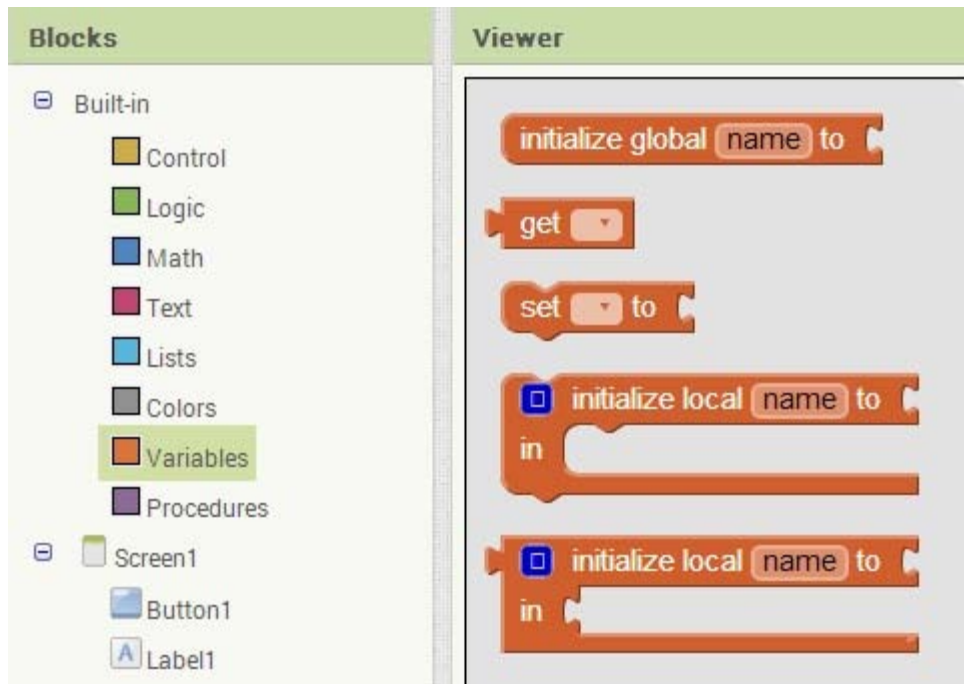 Blocks
Built-in
Control
Logic
Math
Text
Lists
Colors
Variables
Procedures
Screen1
Button1
A Label1
Viewer
initialize global name to
get
set to
initialize local name to
in
initialize local name to
in